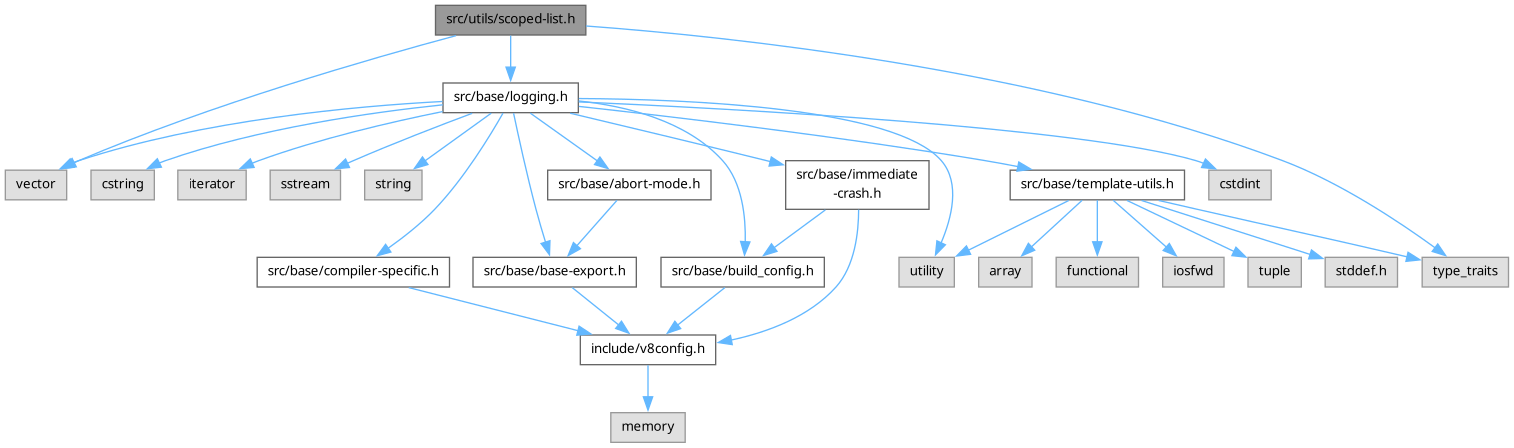 src/utils/scoped-list.h
src/base/logging.h
vector
cstring
iterator
sstream
string
src/base/abort-mode.h
src/base/immediate
-crash.h
src/base/template-utils.h
cstdint
src/base/compiler-specific.h
src/base/base-export.h
src/base/build_config.h
utility
array
functional
iosfwd
tuple
stddef.h
type_traits
include/v8config.h
memory